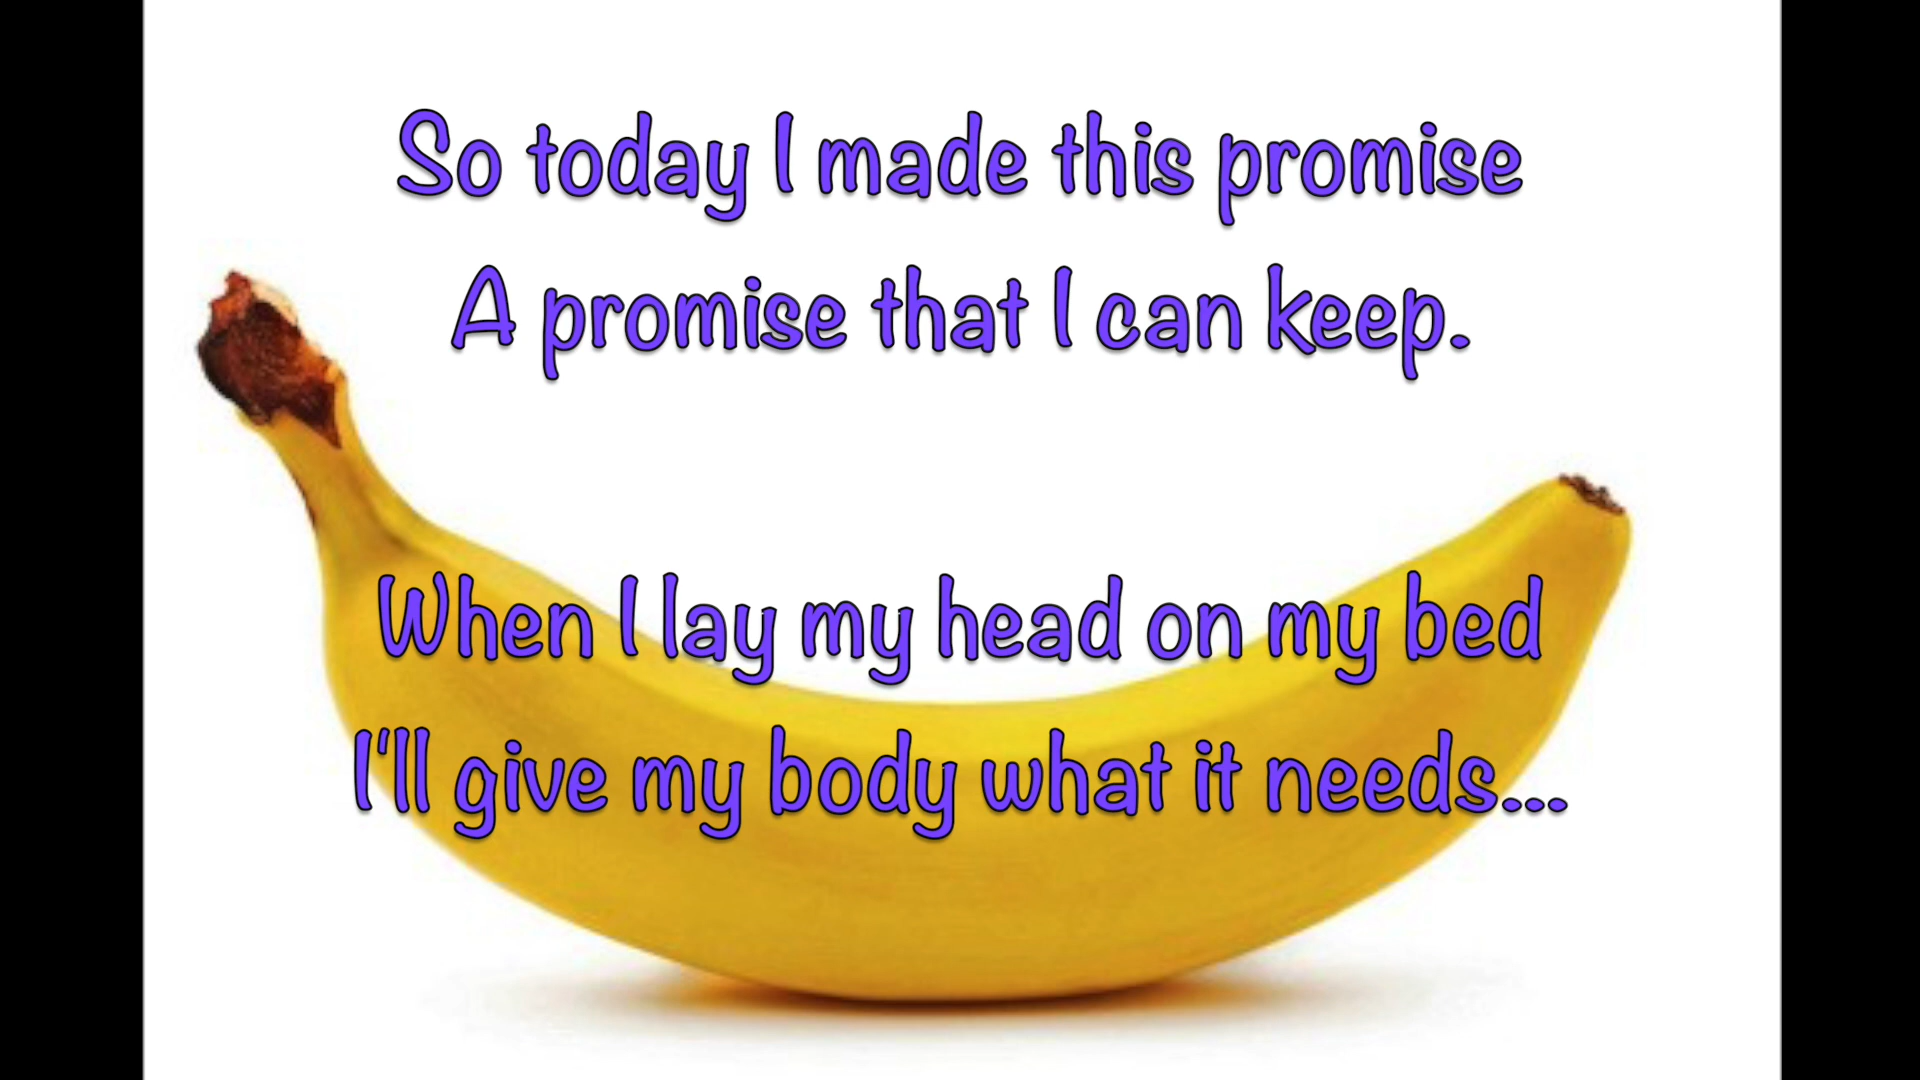 So today I made this promise
A promise that I can keep.
When I lay my head on my bed
I'll give my body what it needs...